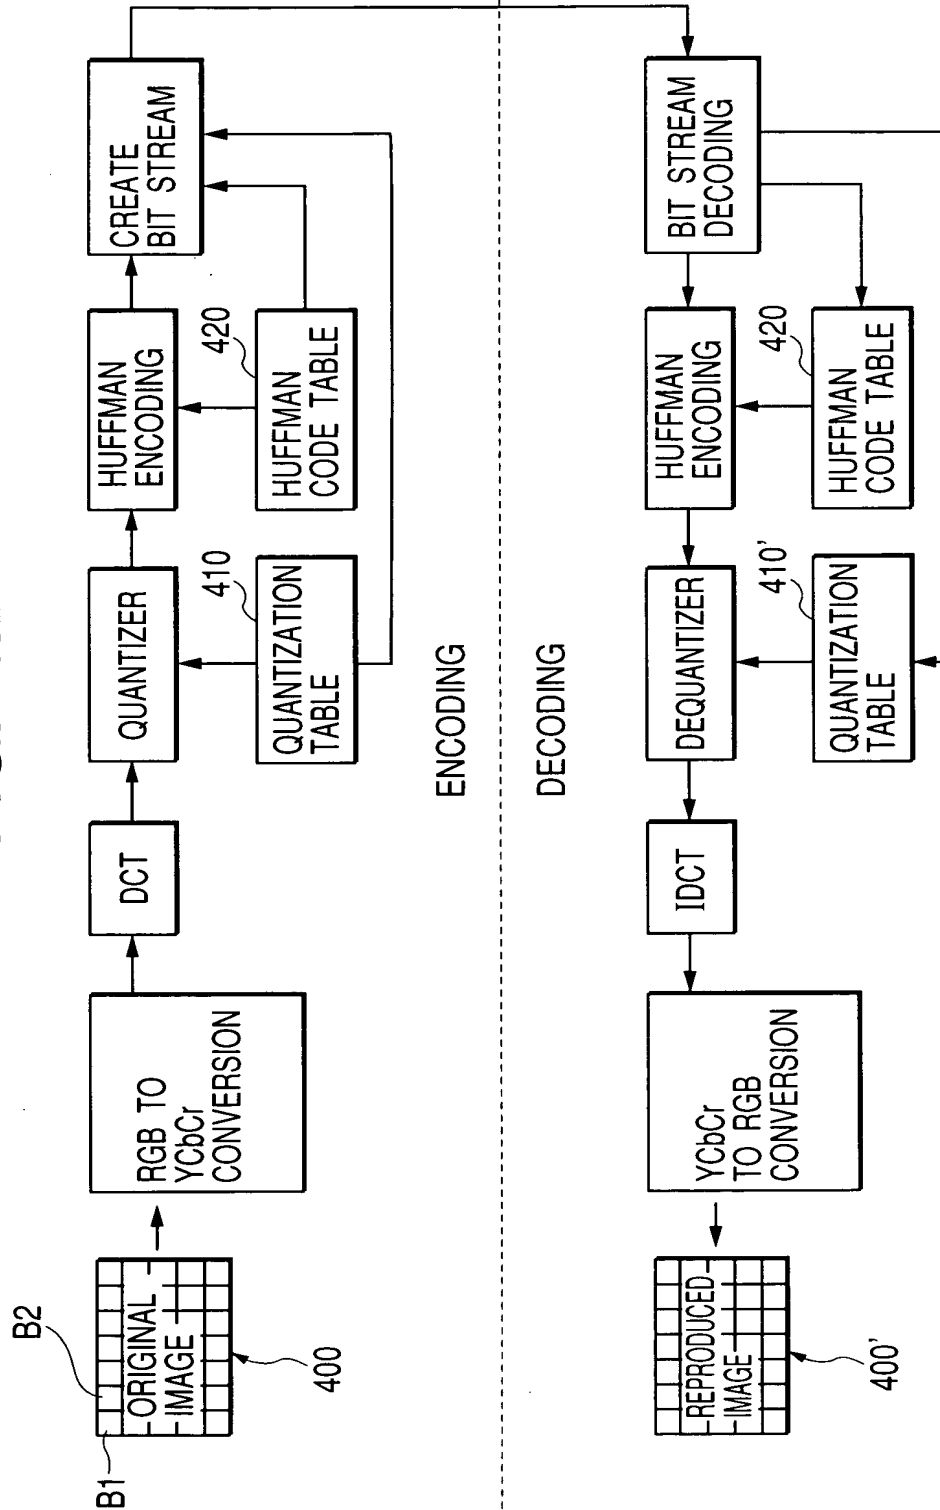 B1
B2
ORIGINAL
IMAGE
400
RGB TO
YCbCr
CONVERSION
DCT
QUANTIZER
410
QUANTIZATION
TABLE
HUFFMAN
ENCODING
420
HUFFMAN
CODE TABLE
CREATE
BIT STREAM
ENCODING
DECODING
REPRODUCED
IMAGE
400'
YCbCr
TO RGB
CONVERSION
IDCT
DEQUANTIZER
410'
QUANTIZATION
TABLE
HUFFMAN
ENCODING
420
HUFFMAN
CODE TABLE
BIT STREAM
DECODING